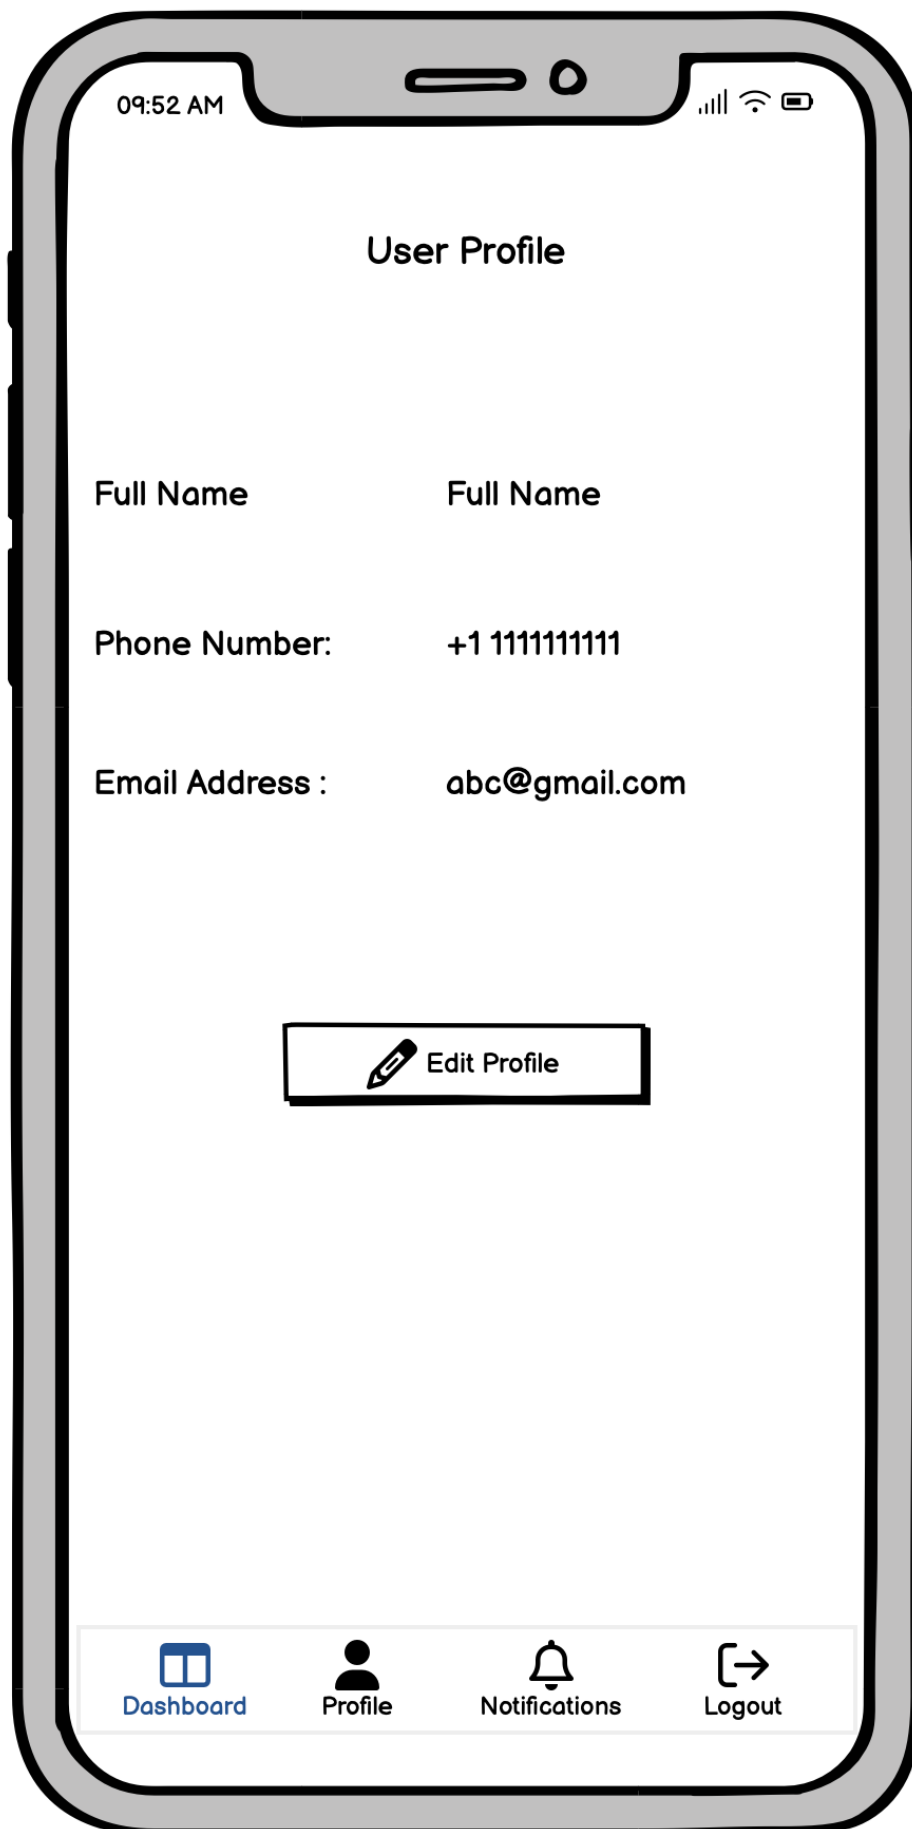 09:52 AM
User Profile
Full Name Full Name
Phone Number: +1 1111111111
Email Address : abc@gmail.com
Edit Profile
Dashboard Profile Notifications Logout